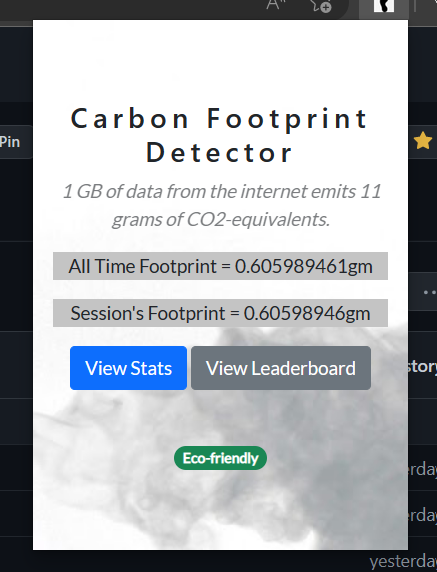 A"
Pin
Carbon Footprint
Detector
1 GB of data from the internet emits 11
grams of CO2-equivalents.
All Time Footprint = 0.605989461gm
Session's Footprint = 0.60598946gm
View Stats
View Leaderboard
story
Eco-friendly
erday
erday
yesterday